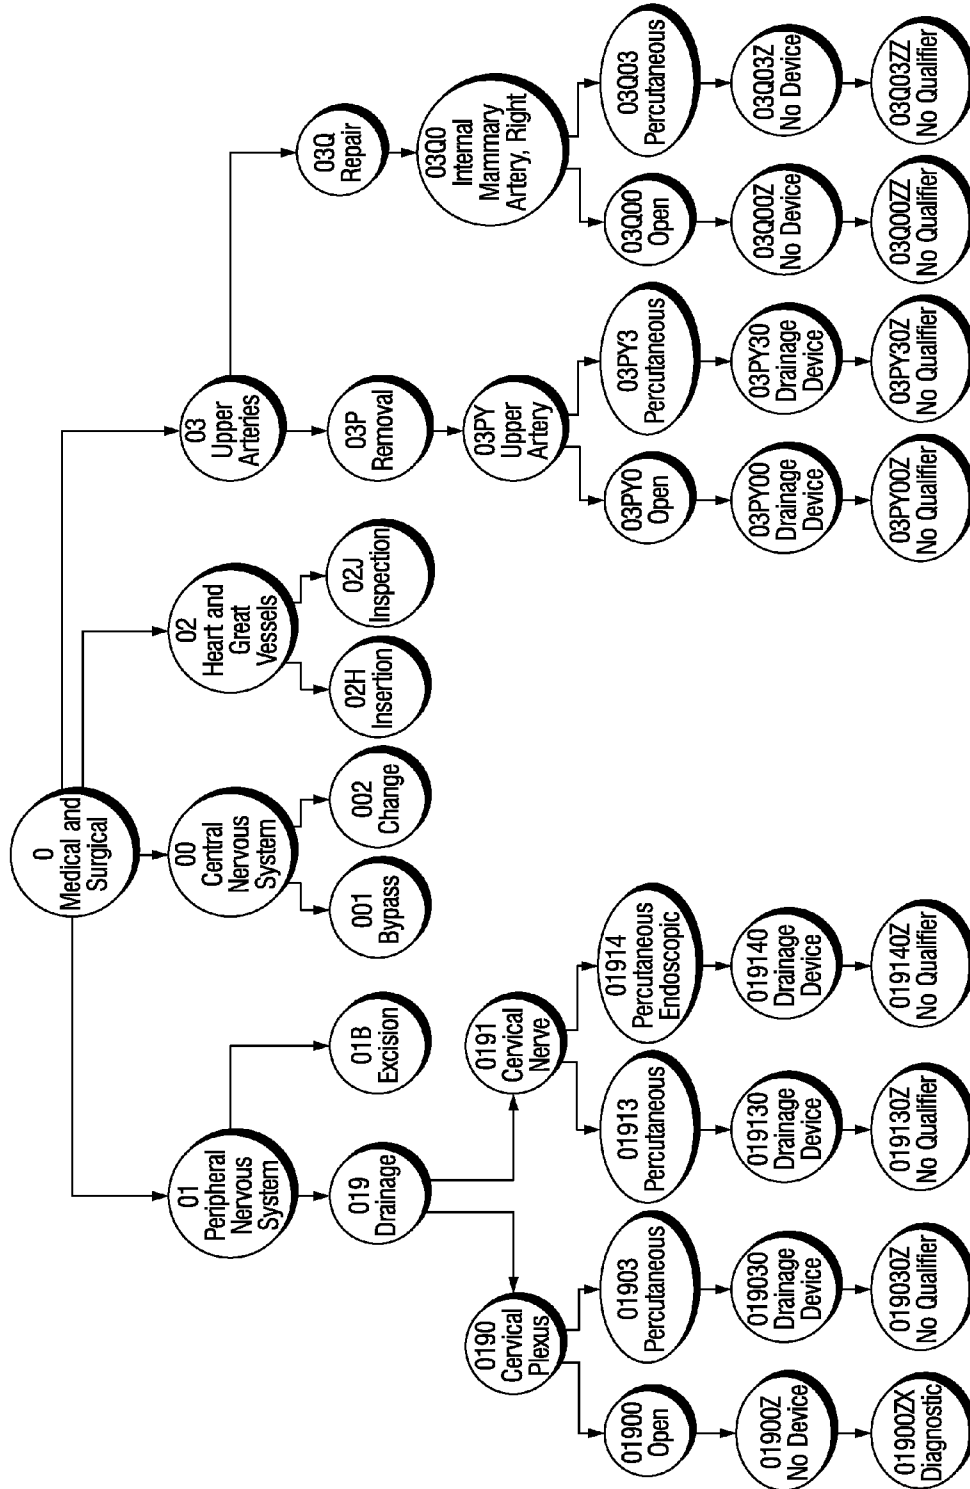 0
Medical and
Surgical
01
Peripheral
Nervous
System
00
Central
Nervous
System
02
Heart and
Great
Vessels
03
Upper
Arteries
019
Drainage
01B
Excision
001
Bypass
002
Change
02H
Insertion
02J
Inspection
03P
Removal
03Q
Repair
0190
Cervical
Plexus
0191
Cervical
Nerve
03PY
Upper
Artery
03Q0
Internal
Mammary
Artery, Right
01900
Open
01903
Percutaneous
01913
Percutaneous
01914
Percutaneous
Endoscopic
03PY0
Open
03PY3
Percutaneous
03Q00
Open
03Q03
Percutaneous
01900Z
No Device
019030
Drainage
Device
019130
Drainage
Device
019140
Drainage
Device
03PY00
Drainage
Device
03PY30
Drainage
Device
03Q00Z
No Device
03Q03Z
No Device
01900ZX
Diagnostic
019030Z
No Qualifier
019130Z
No Qualifier
019140Z
No Qualifier
03PY00Z
No Qualifier
03PY30Z
No Qualifier
03Q00ZZ
No Qualifier
03Q03ZZ
No Qualifier